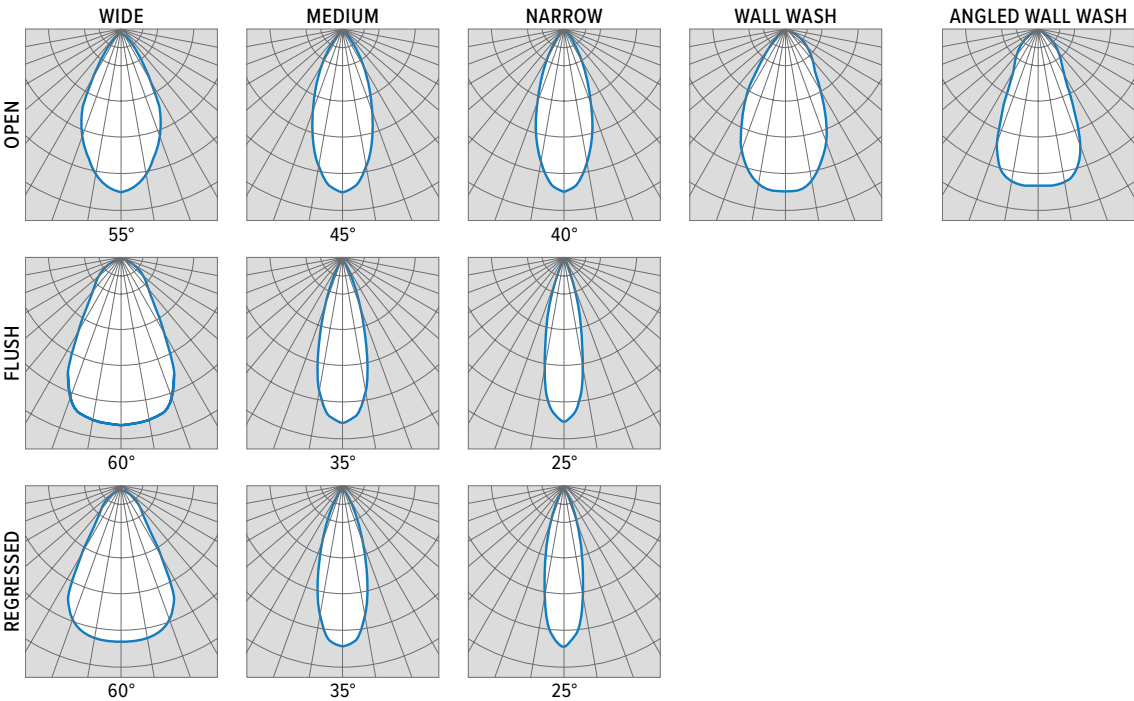 WIDE MEDIUM NARROW WALL WASH ANGLED WALL WASH
OPEN
55° 45° 40°
FLUSH
60° 35° 25°
REGRESSED
60° 35° 25°